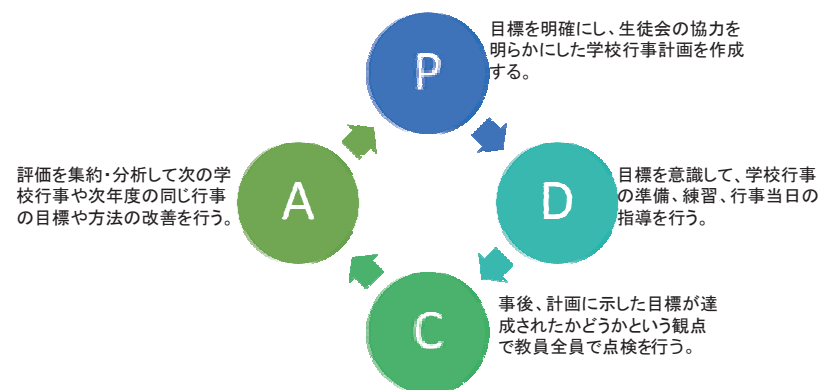 P
目標を明確にし、生徒会の協力を
明らかにした学校行事計画を作成
する。
D
目標を意識して、学校行事
の準備、練習、行事当日の
指導を行う。
C
事後、計画に示した目標が達
成されたかどうかという観点
で教員全員で点検を行う。
A
評価を集約・分析して次の学
校行事や次年度の同じ行事
の目標や方法の改善を行う。